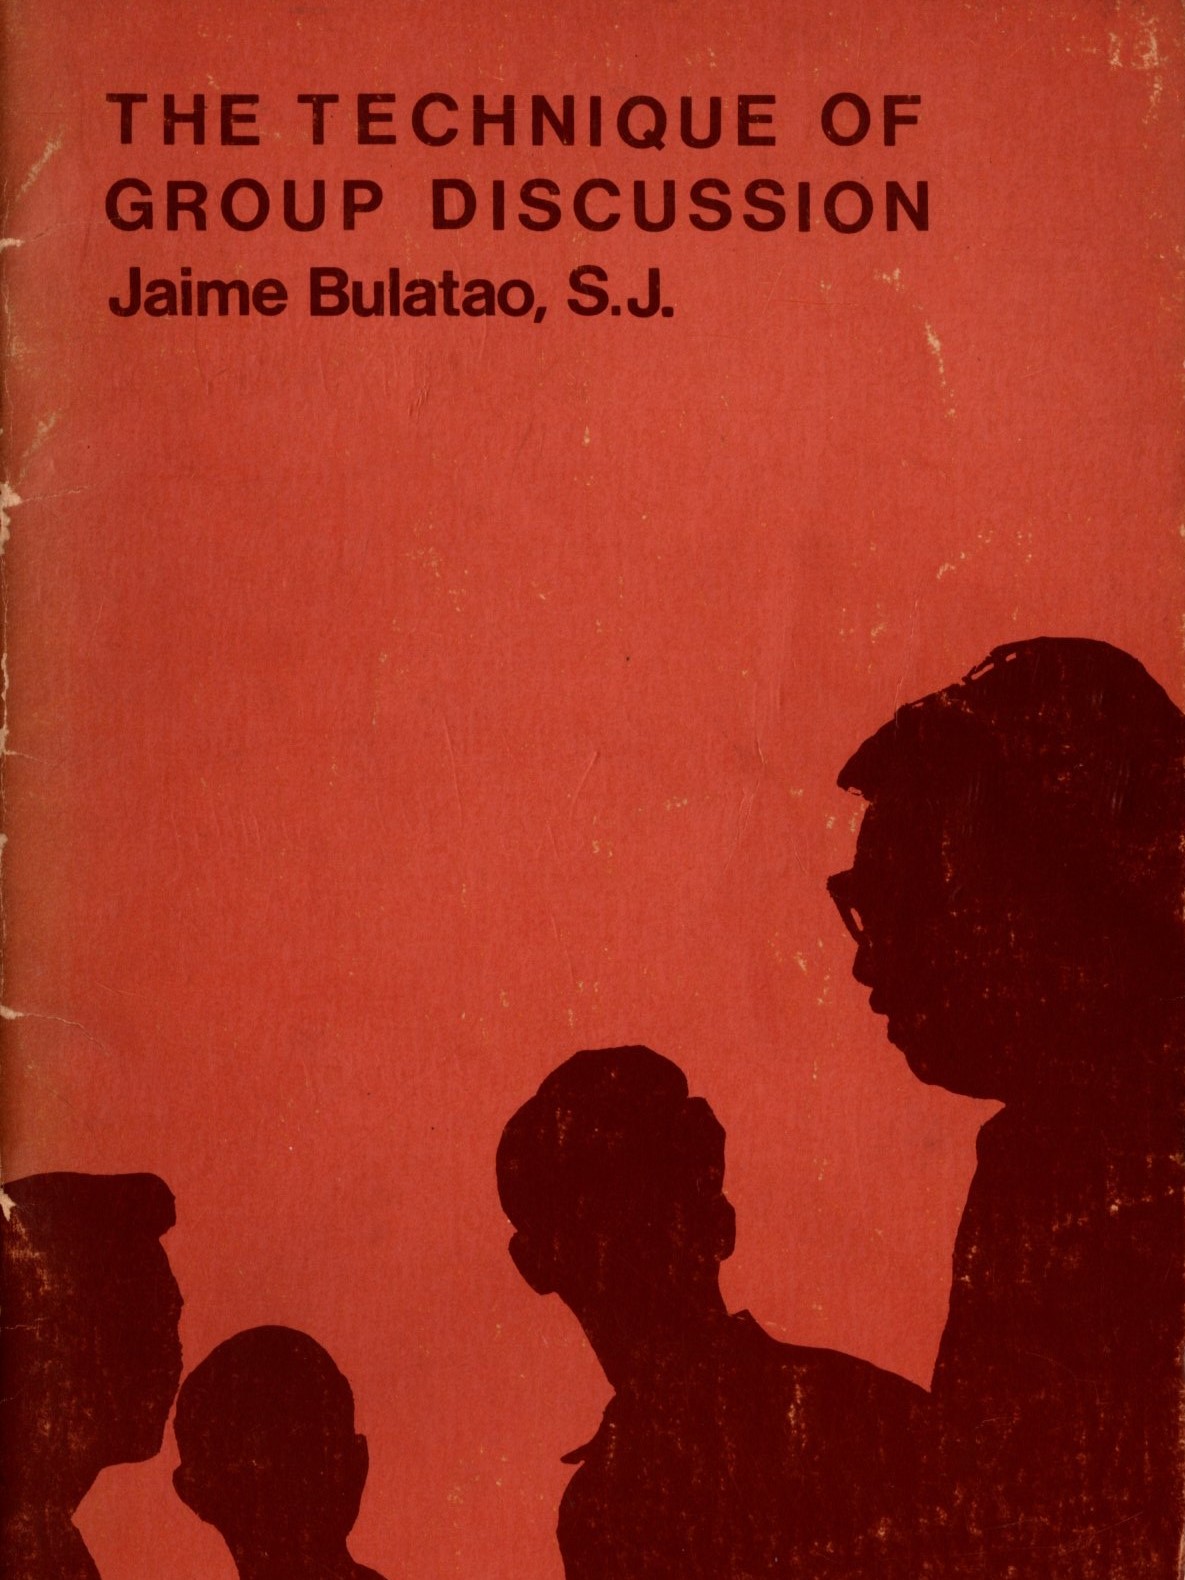 THE TECHNIQUE OF
GROUP DISCUSSION
Jaime Bulatao, S.J.